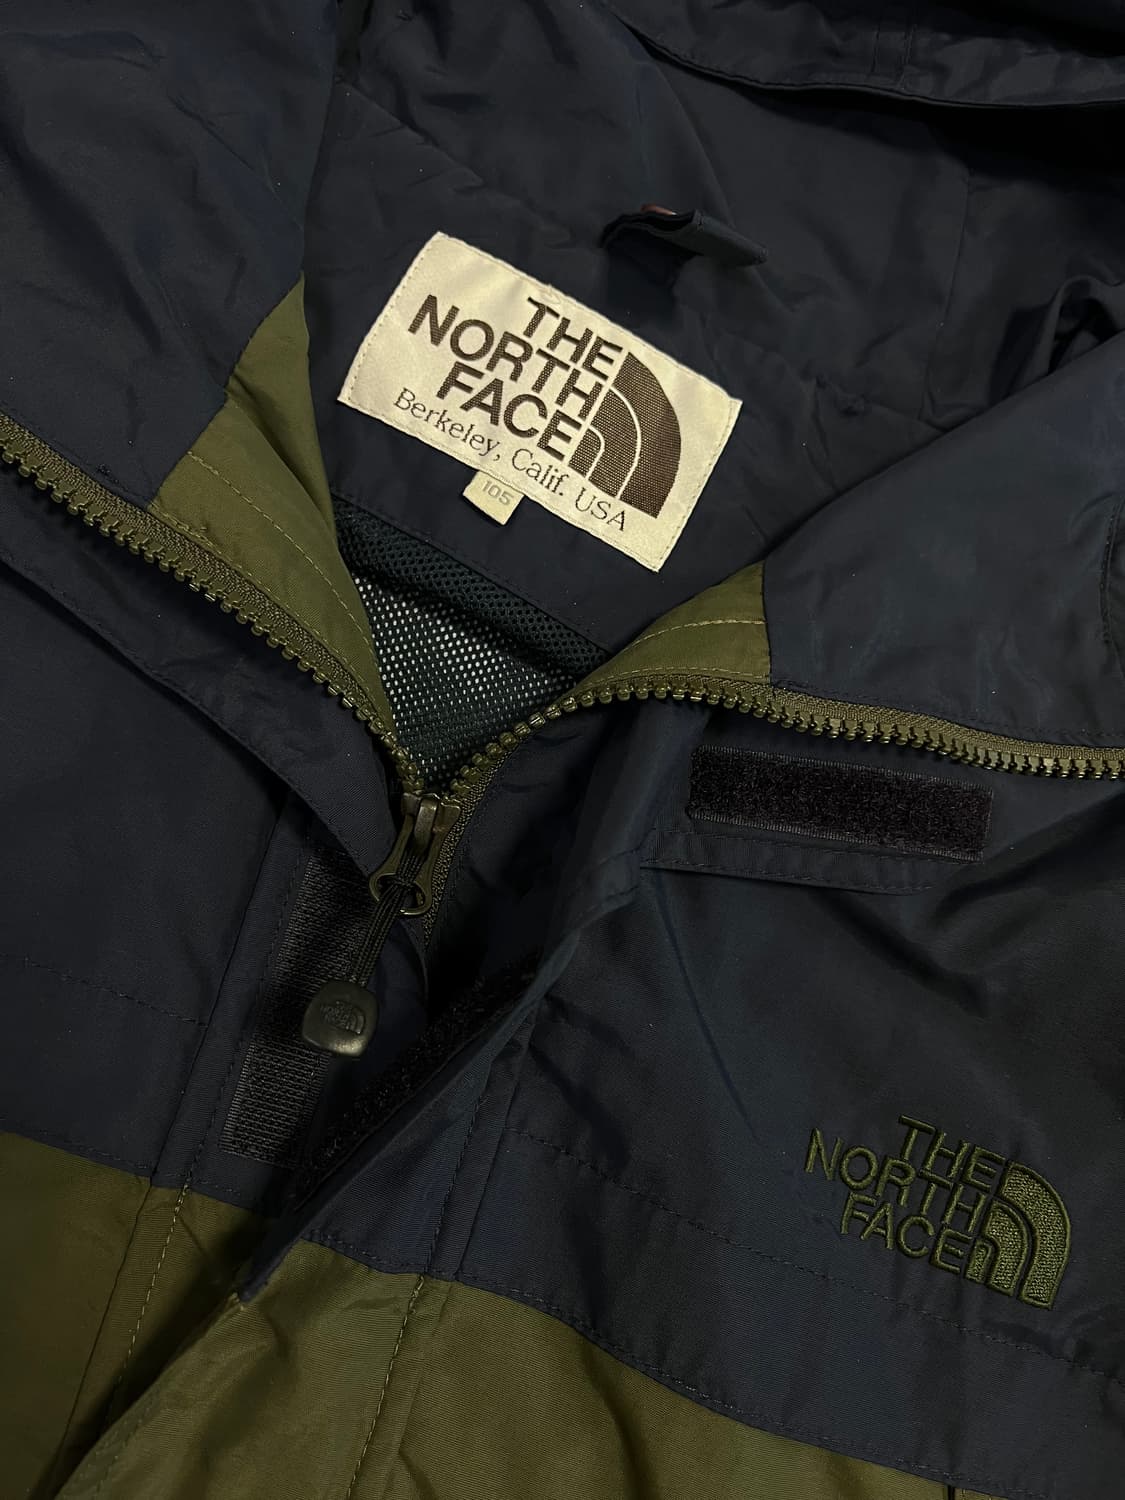 THE
NORTH
FACE
Berkeley, Calif. USA
105
THE
NORTH
FACE